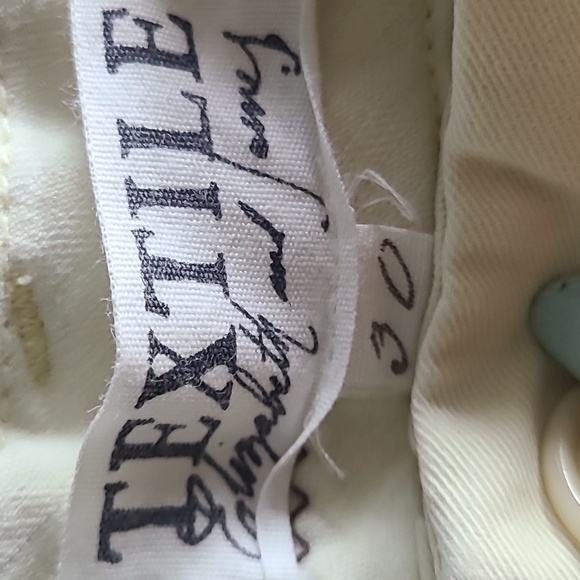 TEXTILE
Elizabeth and James
30